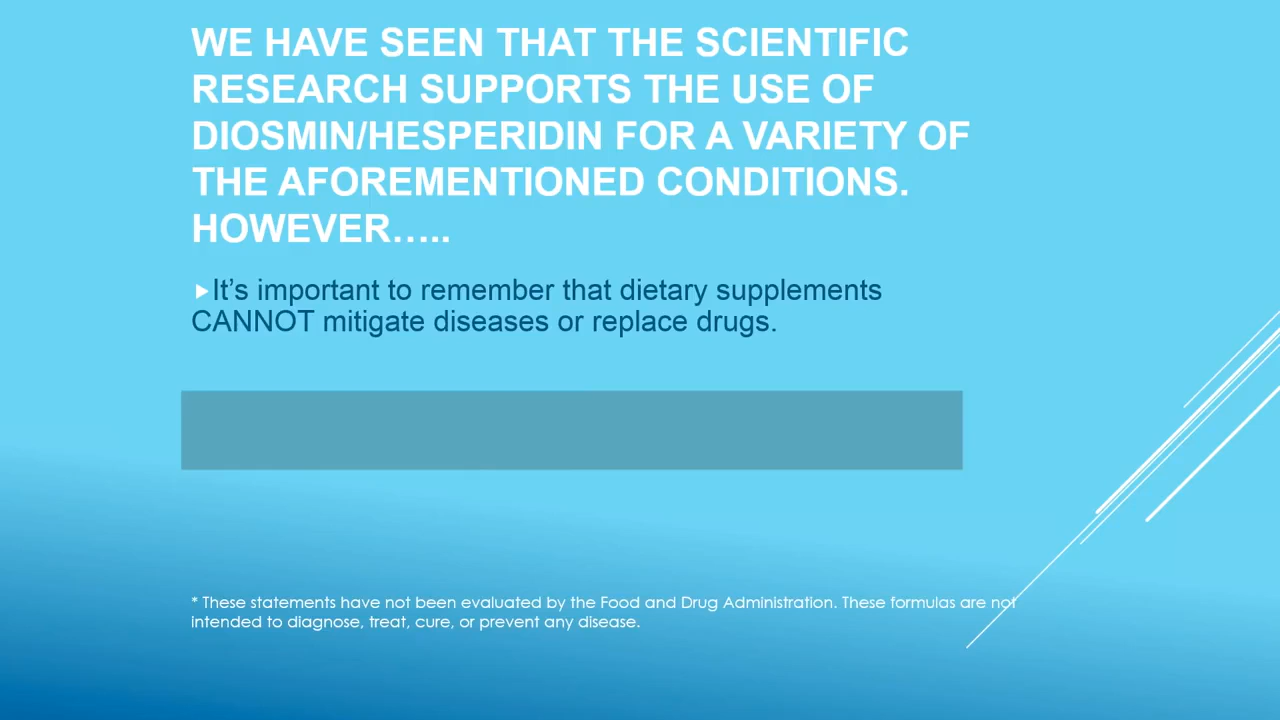 WE HAVE SEEN THAT THE SCIENTIFIC
RESEARCH SUPPORTS THE USE OF
DIOSMIN/HESPERIDIN FOR A VARIETY OF
THE AFOREMENTIONED CONDITIONS.
HOWEVER…..
It’s important to remember that dietary supplements
CANNOT mitigate diseases or replace drugs.
* These statements have not been evaluated by the Food and Drug Administration. These formulas are not
intended to diagnose, treat, cure, or prevent any disease.